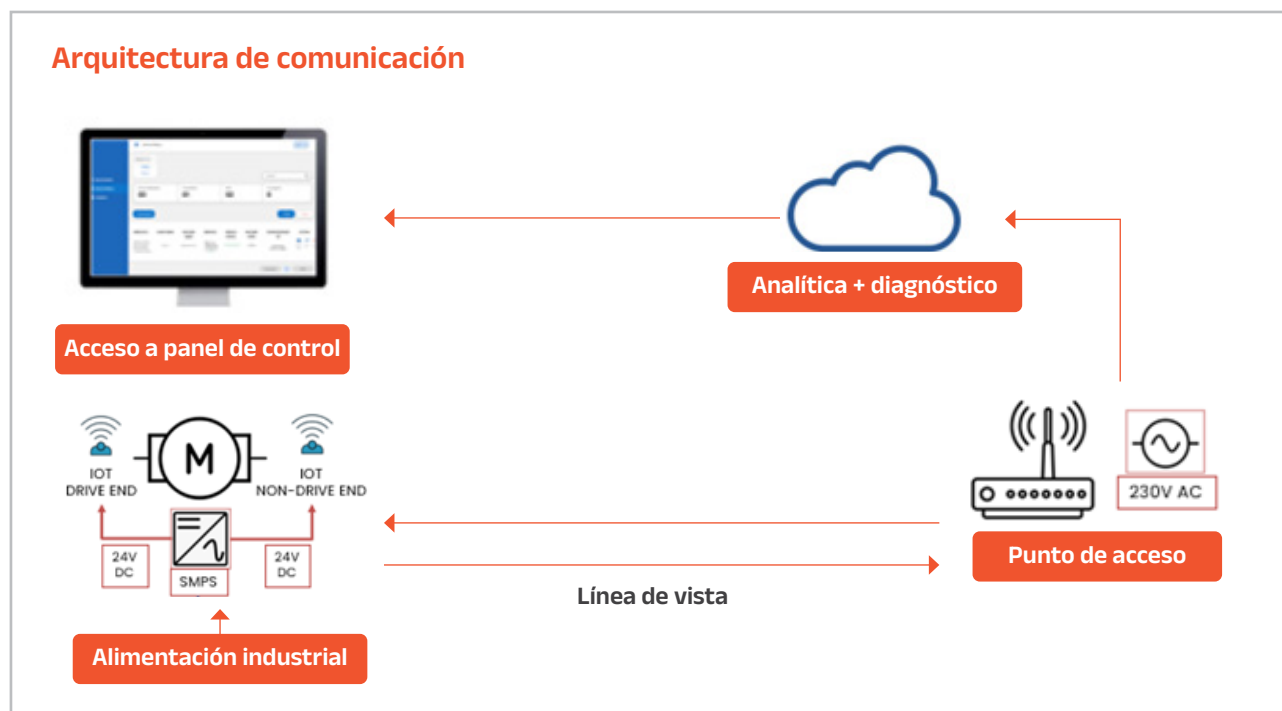 Arquitectura de comunicación
Analítica + diagnóstico
Acceso a panel de control
M
IOT
DRIVE END
IOT
NON-DRIVE END
24V
DC
SMPS
24V
DC
230V AC
Punto de acceso
Línea de vista
Alimentación industrial